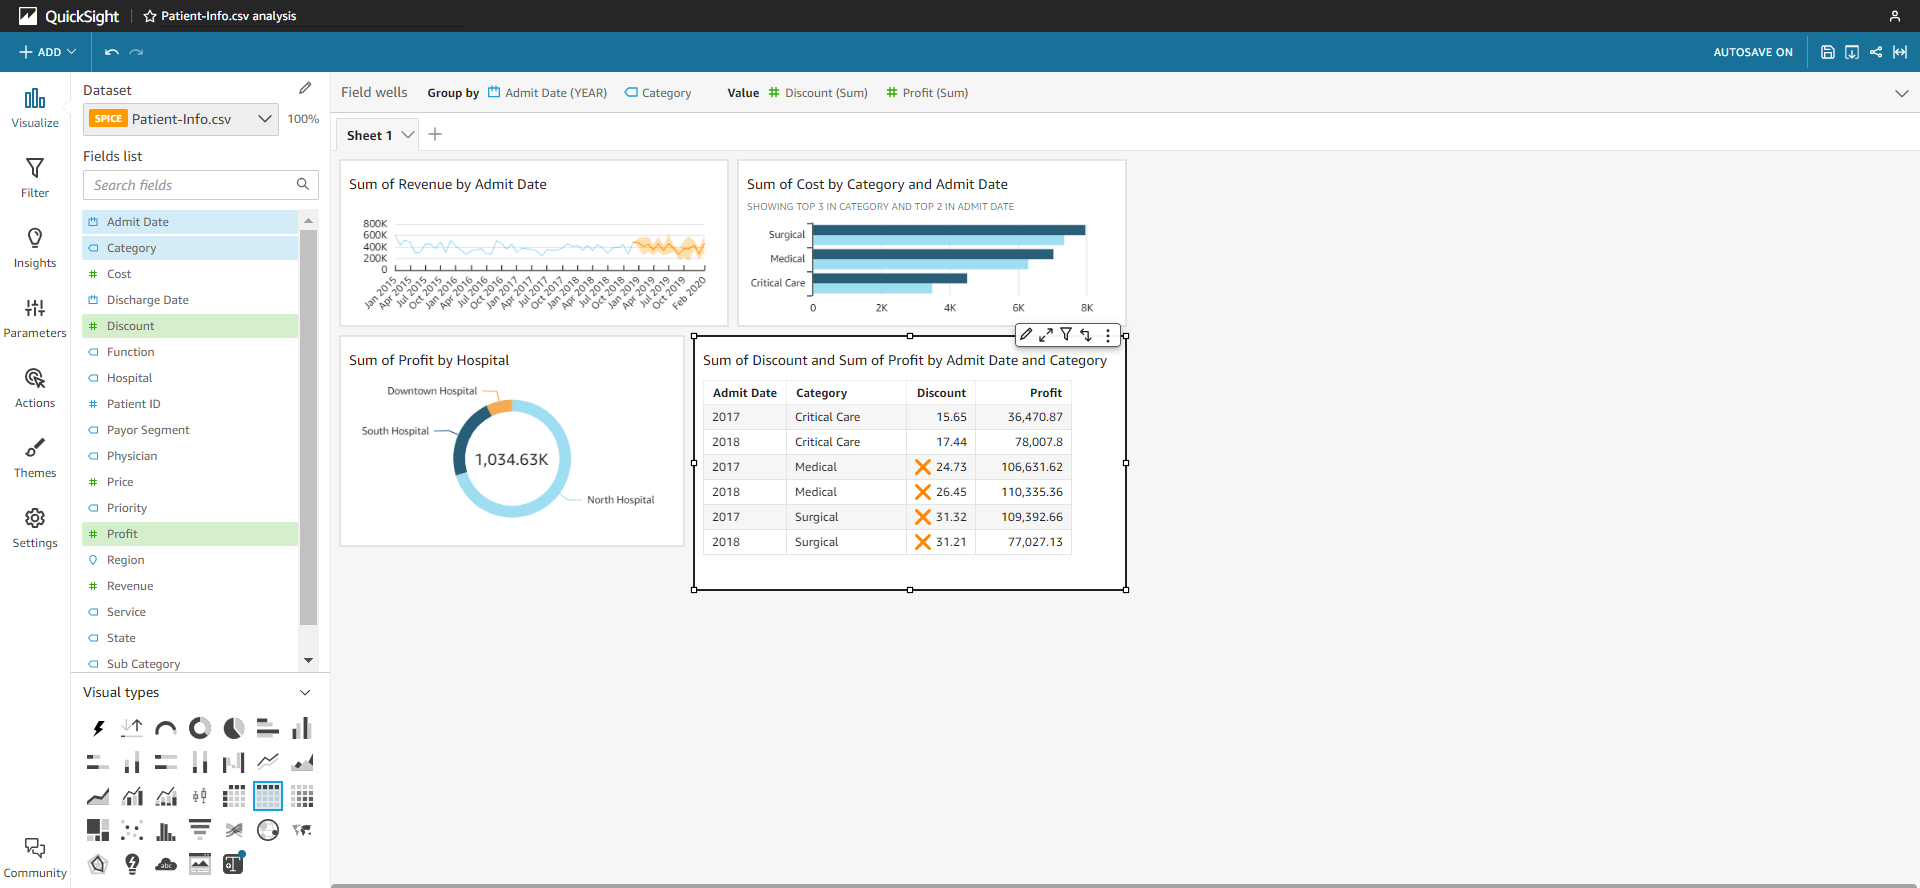 QuickSight
Patient-Info.csv analysis
ADD
AUTOSAVE ON
Visualize
Filter
Insights
Parameters
Actions
Themes
Settings
Community
Dataset
SPICE Patient-Info.csv 100%
Fields list
Search fields
Admit Date
Category
Cost
Discharge Date
Discount
Function
Hospital
Patient ID
Payor Segment
Physician
Price
Priority
Profit
Region
Revenue
Service
State
Sub Category
Visual types
abc
T
Field wells Group by Admit Date (YEAR) Category Value Discount (Sum) Profit (Sum)
Sheet 1
Sum of Revenue by Admit Date
800K
600K
400K
200K
0
Jan 2015 Apr 2015 Jul 2015 Oct 2015 Jan 2016 Apr 2016 Jul 2016 Oct 2016 Jan 2017 Apr 2017 Jul 2017 Oct 2017 Jan 2018 Apr 2018 Jul 2018 Oct 2018 Jan 2019 Apr 2019 Jul 2019 Oct 2019 Feb 2020
Sum of Cost by Category and Admit Date
SHOWING TOP 3 IN CATEGORY AND TOP 2 IN ADMIT DATE
Surgical
Medical
Critical Care
0 2K 4K 6K 8K
Sum of Profit by Hospital
Downtown Hospital
South Hospital
1,034.63K
North Hospital
Sum of Discount and Sum of Profit by Admit Date and Category
Admit Date Category Discount Profit
2017 Critical Care 15.65 36,470.87
2018 Critical Care 17.44 78,007.8
2017 Medical 24.73 106,631.62
2018 Medical 26.45 110,335.36
2017 Surgical 31.32 109,392.66
2018 Surgical 31.21 77,027.13